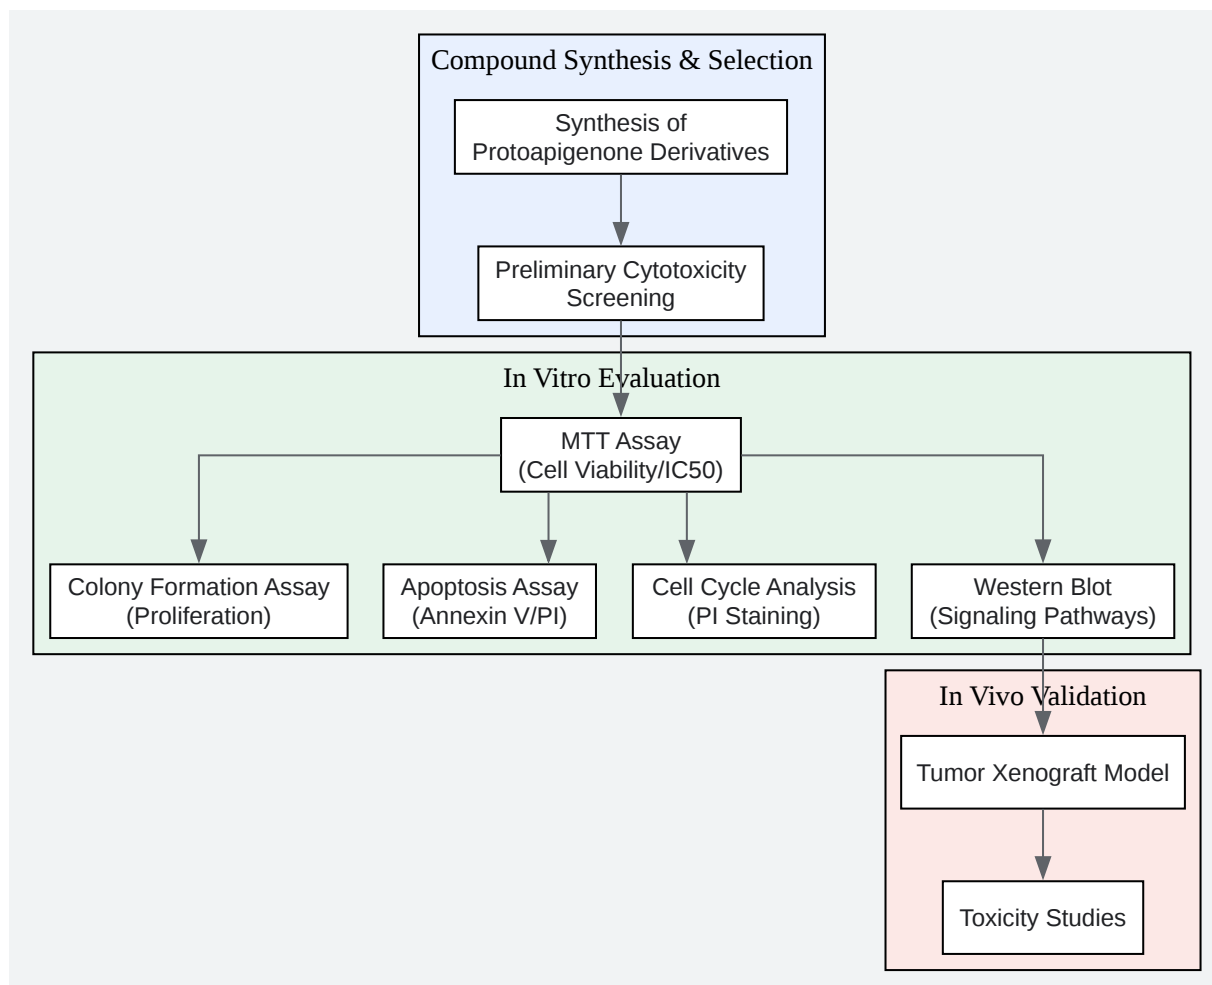 Compound Synthesis & Selection
Synthesis of
Protoapigenone Derivatives
Preliminary Cytotoxicity
Screening
In Vitro Evaluation
MTT Assay
(Cell Viability/IC50)
Colony Formation Assay
(Proliferation)
Apoptosis Assay
(Annexin V/PI)
Cell Cycle Analysis
(PI Staining)
Western Blot
(Signaling Pathways)
In Vivo Validation
Tumor Xenograft Model
Toxicity Studies